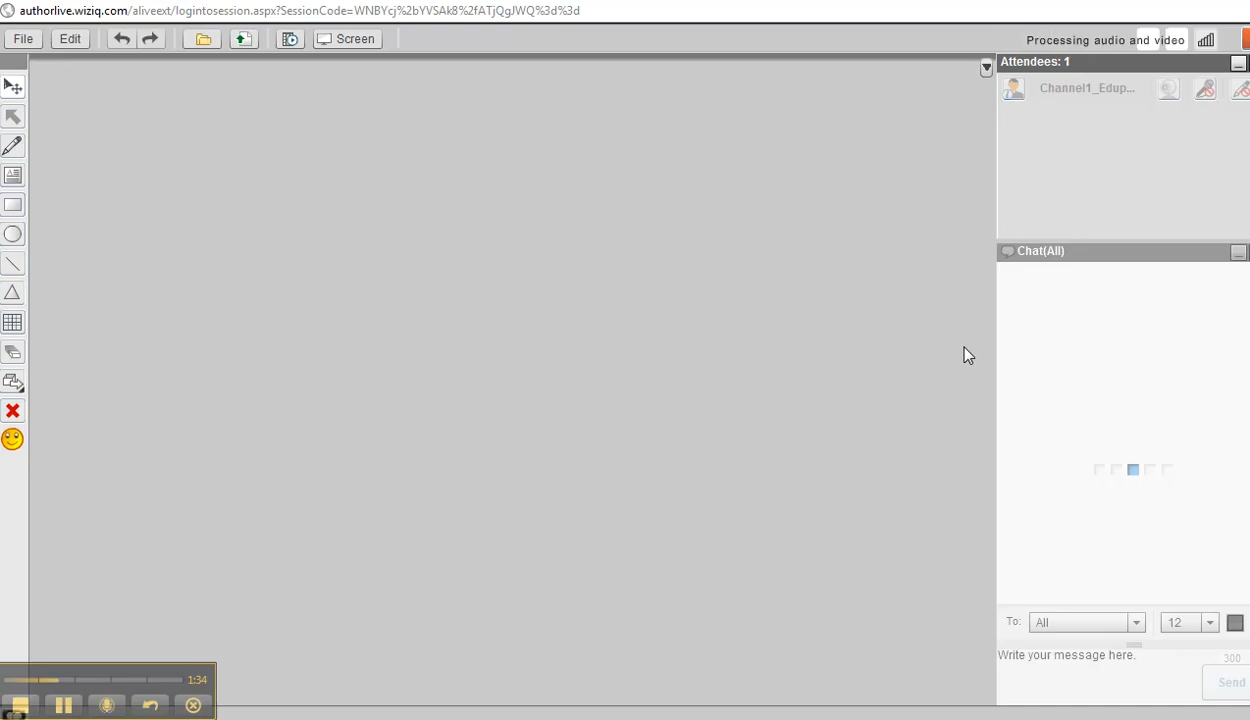 authorlive.wiziq.com/aliveext/logintosession.aspx?SessionCode=WNBYcj%2bYVSAk8%2fATjQgJWQ%3d%3d
File Edit Screen Processing audio and video
Attendees: 1
Channel1_Edup...
Chat(All)
To: All 12
Write your message here.
300
Send
1:34